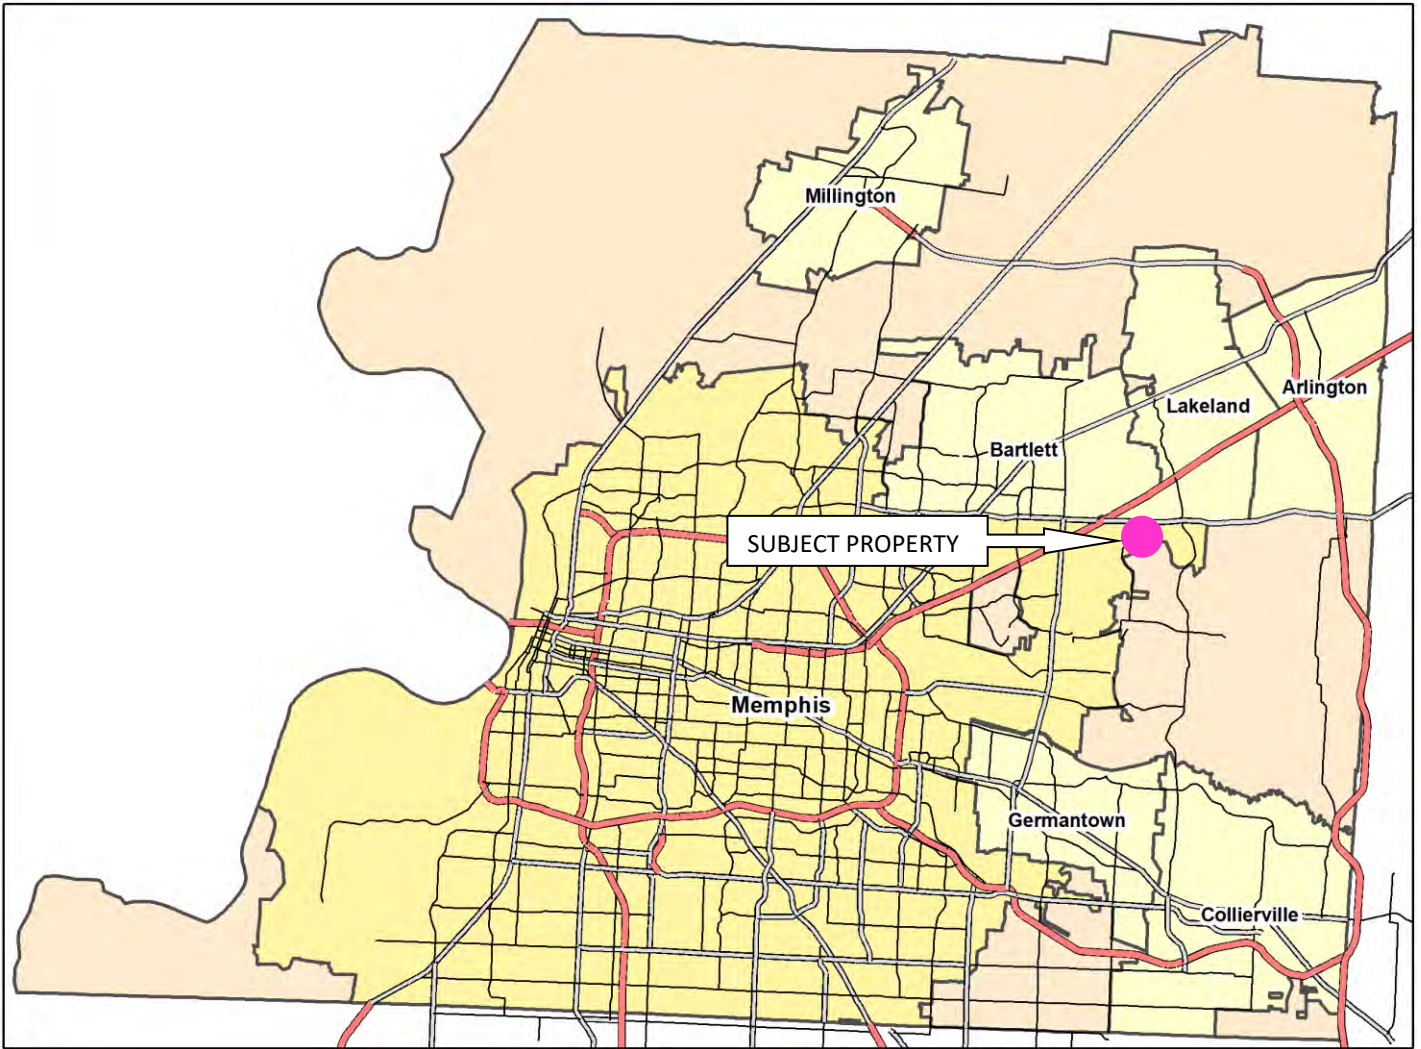 Millington
Arlington
Lakeland
Bartlett
SUBJECT PROPERTY
Memphis
Germantown
Collierville